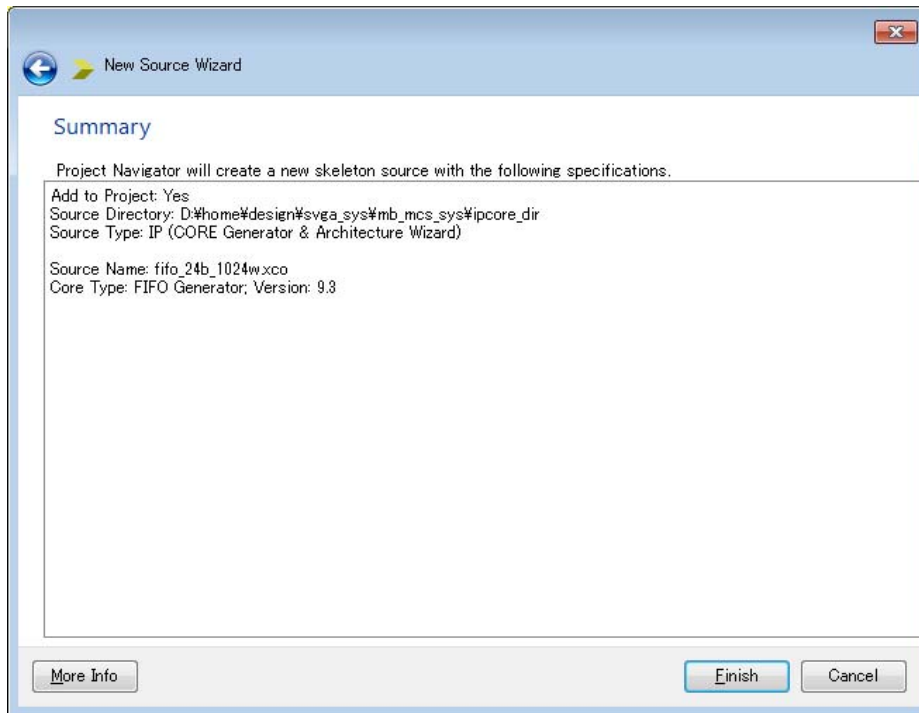 New Source Wizard
Summary
Project Navigator will create a new skeleton source with the following specifications.
Add to Project: Yes
Source Directory: D:¥home¥design¥svga_sys¥mb_mcs_sys¥ipcore_dir
Source Type: IP (CORE Generator & Architecture Wizard)
Source Name: fifo_24b_1024w.xco
Core Type: FIFO Generator; Version: 9.3
More Info
Finish
Cancel